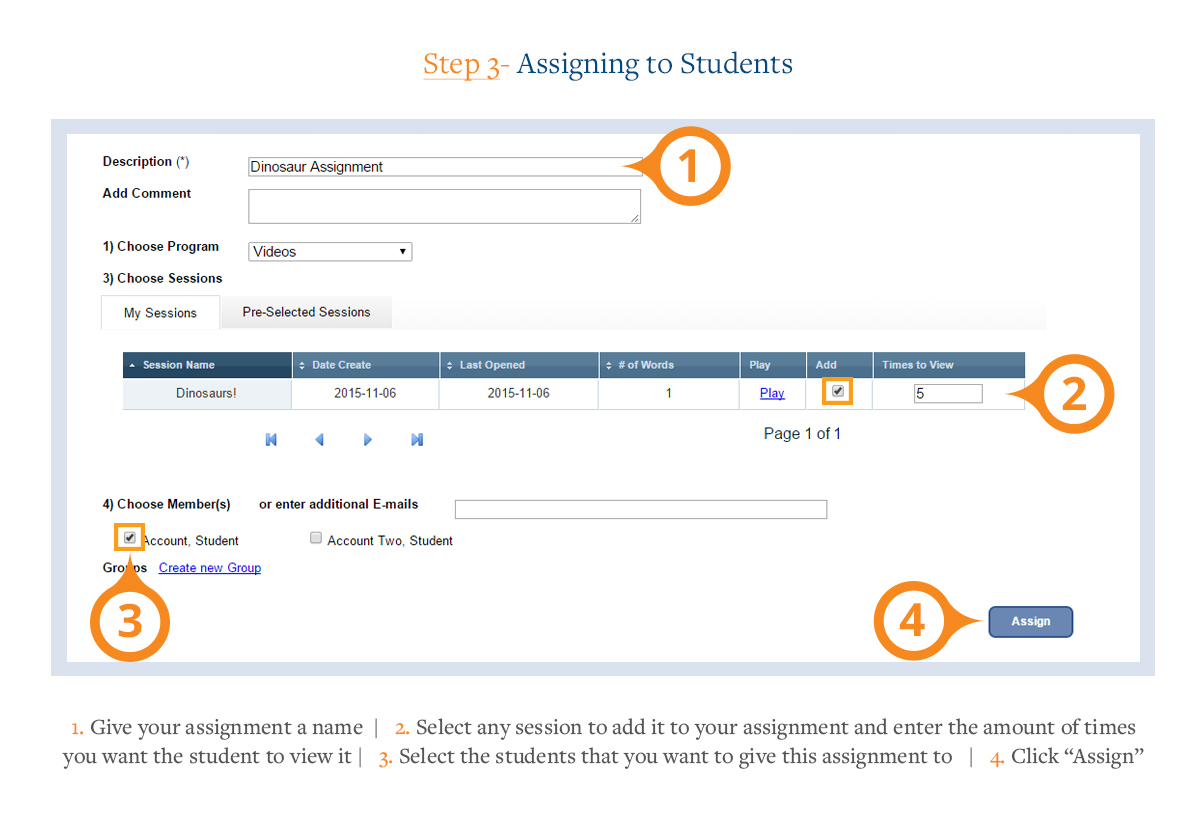 Step 3- Assigning to Students
Description (*)
Dinosaur Assignment
1
Add Comment
1) Choose Program
Videos
3) Choose Sessions
My Sessions
Pre-Selected Sessions
Session Name Date Create Last Opened # of Words Play Add Times to View
Dinosaurs! 2015-11-06 2015-11-06 1 Play 5
2
Page 1 of 1
4) Choose Member(s) or enter additional E-mails
Account, Student Account Two, Student
Groups Create new Group
3
4
Assign
1. Give your assignment a name | 2. Select any session to add it to your assignment and enter the amount of times
you want the student to view it | 3. Select the students that you want to give this assignment to | 4. Click “Assign”